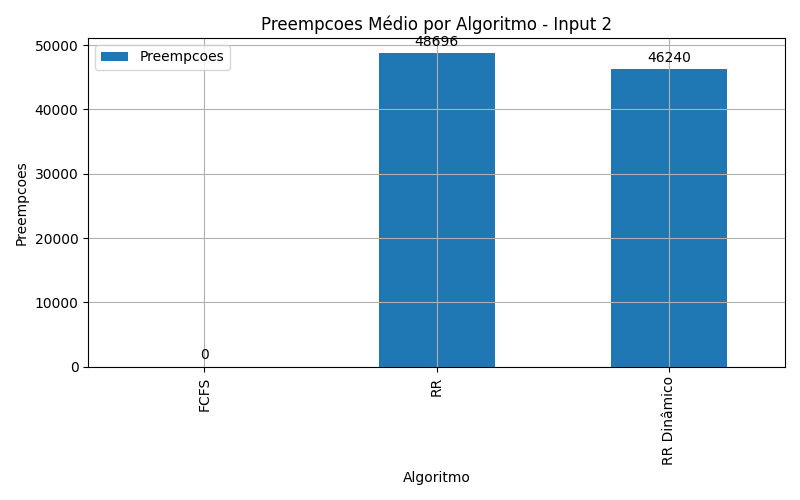 Preempcoes Médio por Algoritmo - Input 2
Preempcoes
48696
46240
0
50000
40000
30000
20000
10000
0
Preempcoes
FCFS
RR
RR Dinâmico
Algoritmo